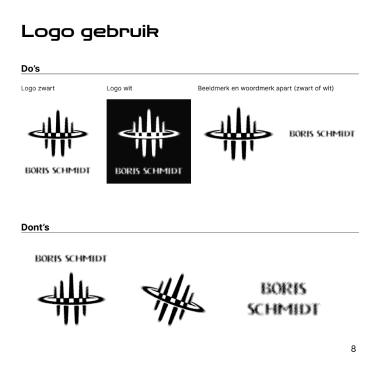 Logo gebruik
Do's
Logo zwart
Logo wit
Beeldmerk en woordmerk apart (zwart of wit)
BORIS SCHMIDT
BORIS SCHMIDT
BORIS SCHMIDT
Dont's
BORIS SCHMIDT
BORIS
SCHMIDT
8